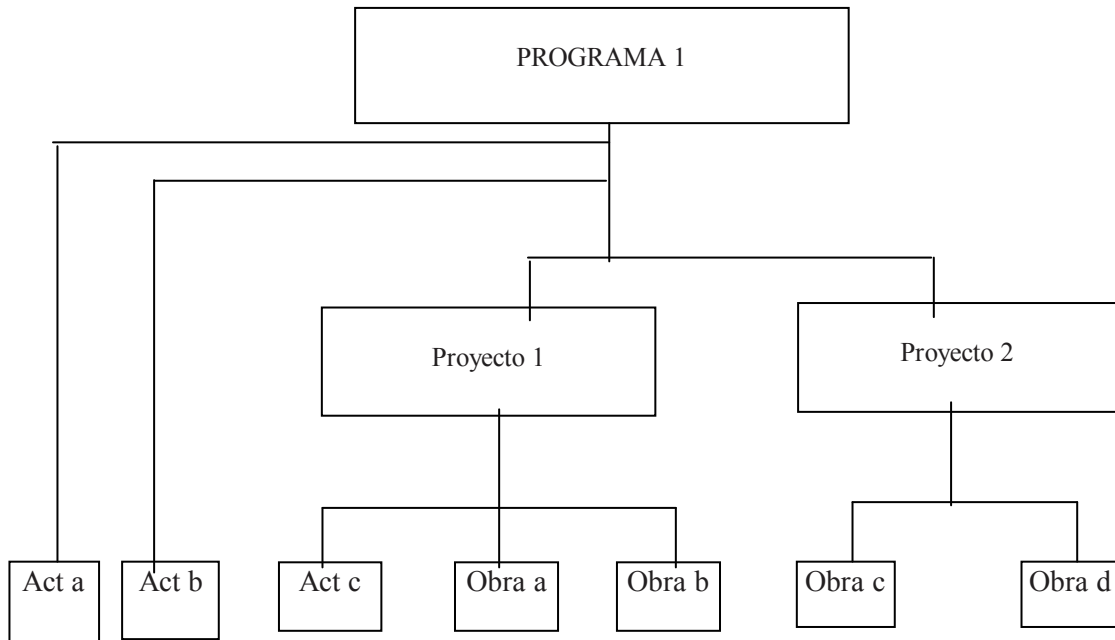 PROGRAMA 1
Proyecto 1
Proyecto 2
Act a
Act b
Act c
Obra a
Obra b
Obra c
Obra d